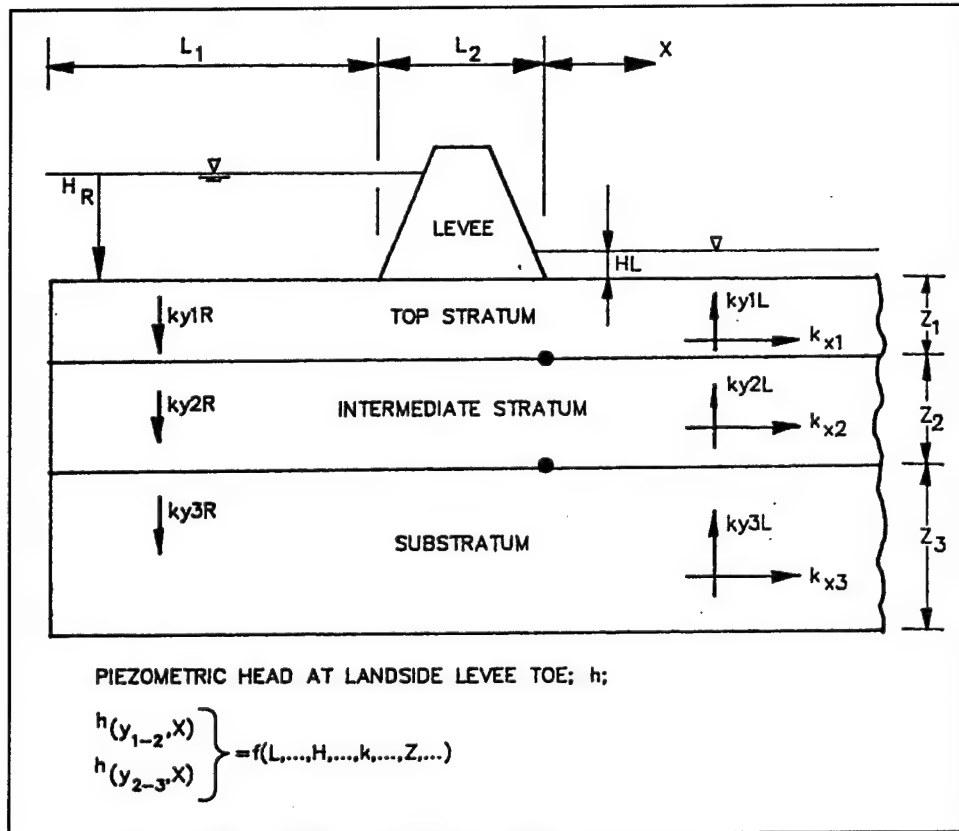 L1 L2 X
HR
LEVEE
HL
ky1R TOP STRATUM ky1L kx1 Z1
ky2R INTERMEDIATE STRATUM ky2L kx2 Z2
ky3R SUBSTRATUM ky3L kx3 Z3
PIEZOMETRIC HEAD AT LANDSIDE LEVEE TOE; h;
h(y1-2,X)
h(y2-3,X)
=f(L,...,H,...,k,...,Z,...)